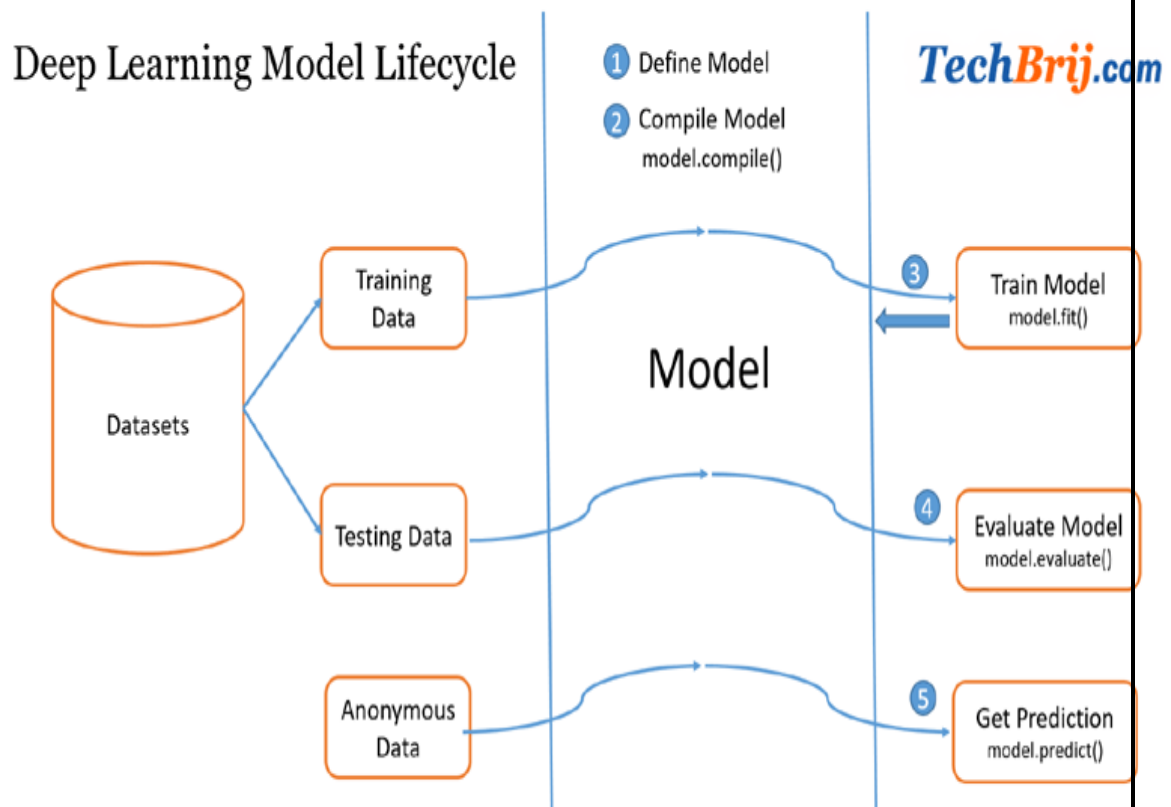 Deep Learning Model Lifecycle
1 Define Model
2 Compile Model
model.compile()
TechBrij.com
Training
Data
3
Train Model
model.fit()
Model
Datasets
Testing Data
4
Evaluate Model
model.evaluate()
Anonymous
Data
5
Get Prediction
model.predict()